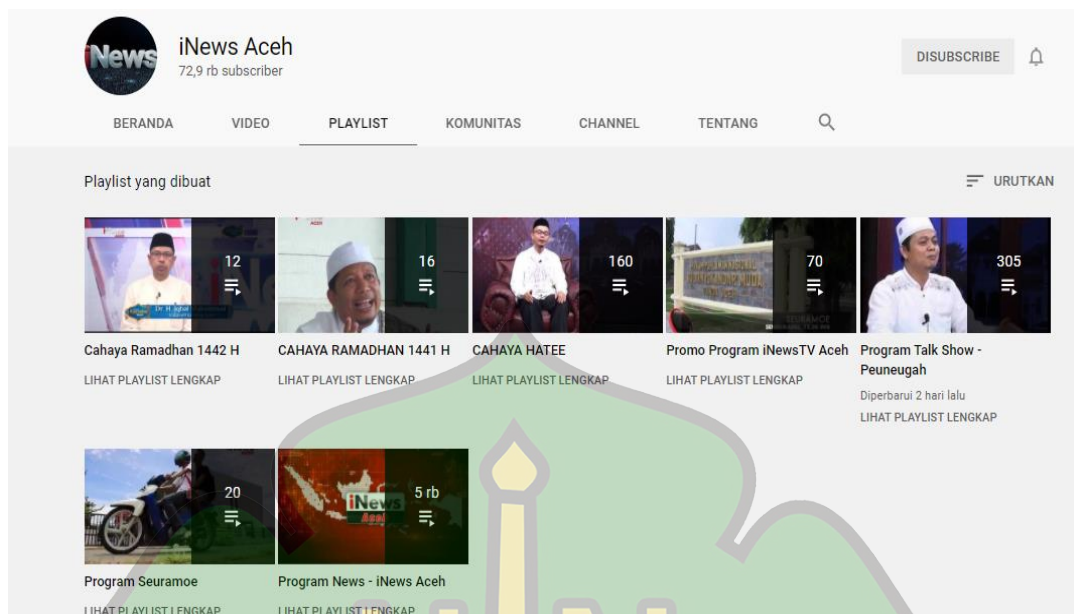 iNews
iNews Aceh
72,9 rb subscriber
DISUBSCRIBE
BERANDA VIDEO PLAYLIST KOMUNITAS CHANNEL TENTANG
Playlist yang dibuat
URUTKAN
12 16 160 70 305
Cahaya Ramadhan 1442 H CAHAYA RAMADHAN 1441 H CAHAYA HATEE Promo Program iNewsTV Aceh Program Talk Show -
Peuneugah
LIHAT PLAYLIST LENGKAP LIHAT PLAYLIST LENGKAP LIHAT PLAYLIST LENGKAP LIHAT PLAYLIST LENGKAP Diperbarui 2 hari lalu
LIHAT PLAYLIST LENGKAP
20 iNews 5 rb
Program Seuramoe Program News - iNews Aceh
LIHAT PLAYLIST LENGKAP LIHAT PLAYLIST LENGKAP